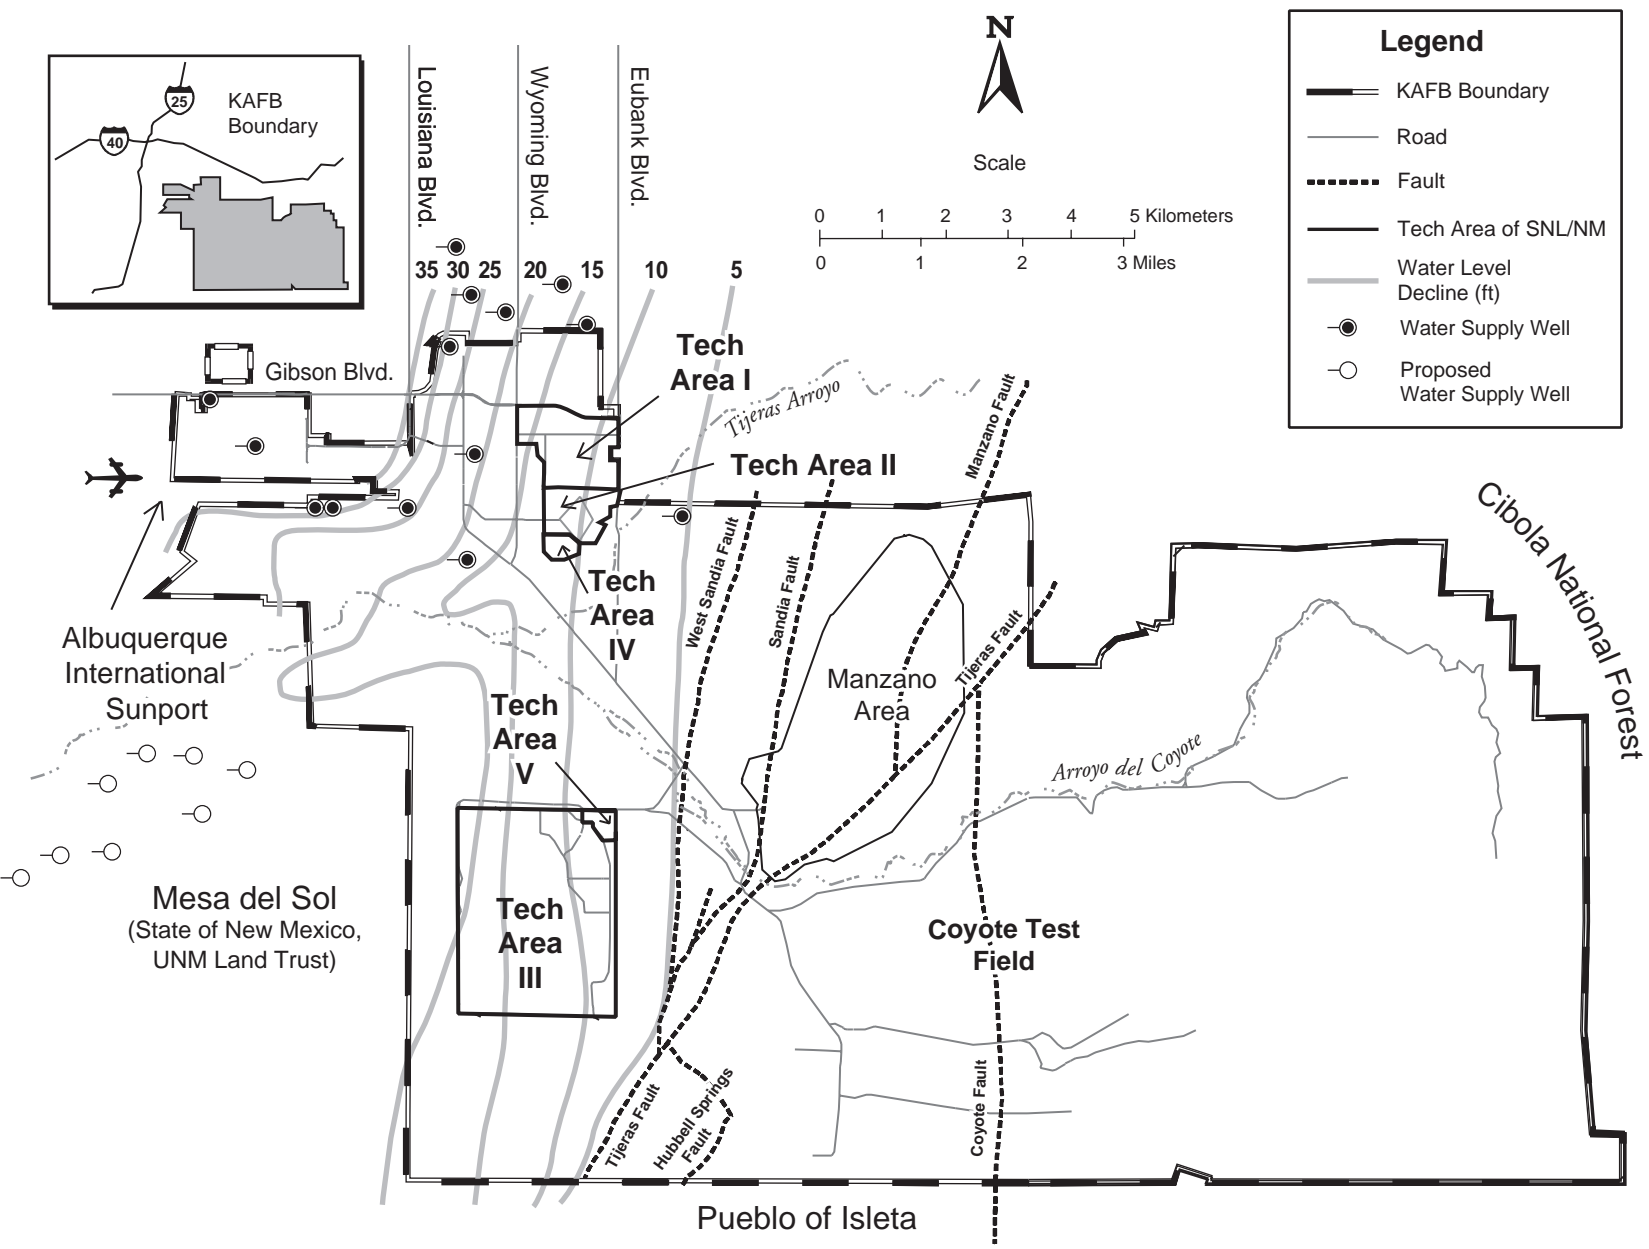 N
Scale
0 1 2 3 4 5 Kilometers
0 1 2 3 Miles
Legend
KAFB Boundary
Road
Fault
Tech Area of SNL/NM
Water Level
Decline (ft)
Water Supply Well
Proposed
Water Supply Well
25
40
KAFB
Boundary
Louisiana Blvd.
Wyoming Blvd.
Eubank Blvd.
35 30 25 20 15 10 5
Gibson Blvd.
Tech
Area I
Tijeras Arroyo
Manzano Fault
Tech Area II
Cibola National Forest
West Sandia Fault
Sandia Fault
Tech
Area
IV
Tijeras Fault
Albuquerque
International
Sunport
Manzano
Area
Tech
Area
V
Arroyo del Coyote
Mesa del Sol
(State of New Mexico,
UNM Land Trust)
Tech
Area
III
Coyote Test
Field
Tijeras Fault
Hubbell Springs
Fault
Coyote Fault
Pueblo of Isleta